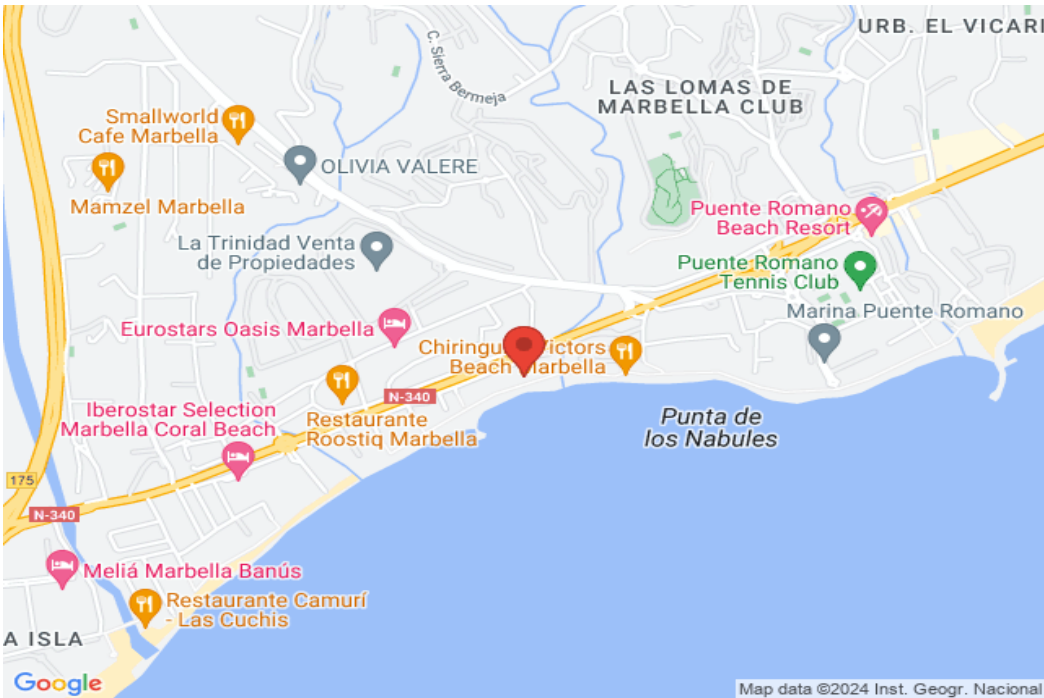 URB. EL VICARI
C. Sierra Bermeja
LAS LOMAS DE
MARBELLA CLUB
Smallworld
Cafe Marbella
OLIVIA VALERE
Mamzel Marbella
Puente Romano
Beach Resort
La Trinidad Venta
de Propiedades
Puente Romano
Tennis Club
Marina Puente Romano
Eurostars Oasis Marbella
Victors
Beach Marbella
N-340
Iberostar Selection
Marbella Coral Beach
Restaurante
Roostiq Marbella
Punta de
los Nabules
175
N-340
Meliá Marbella Banús
Restaurante Camurí
- Las Cuchis
A ISLA
Google
Map data ©2024 Inst. Geogr. Nacional